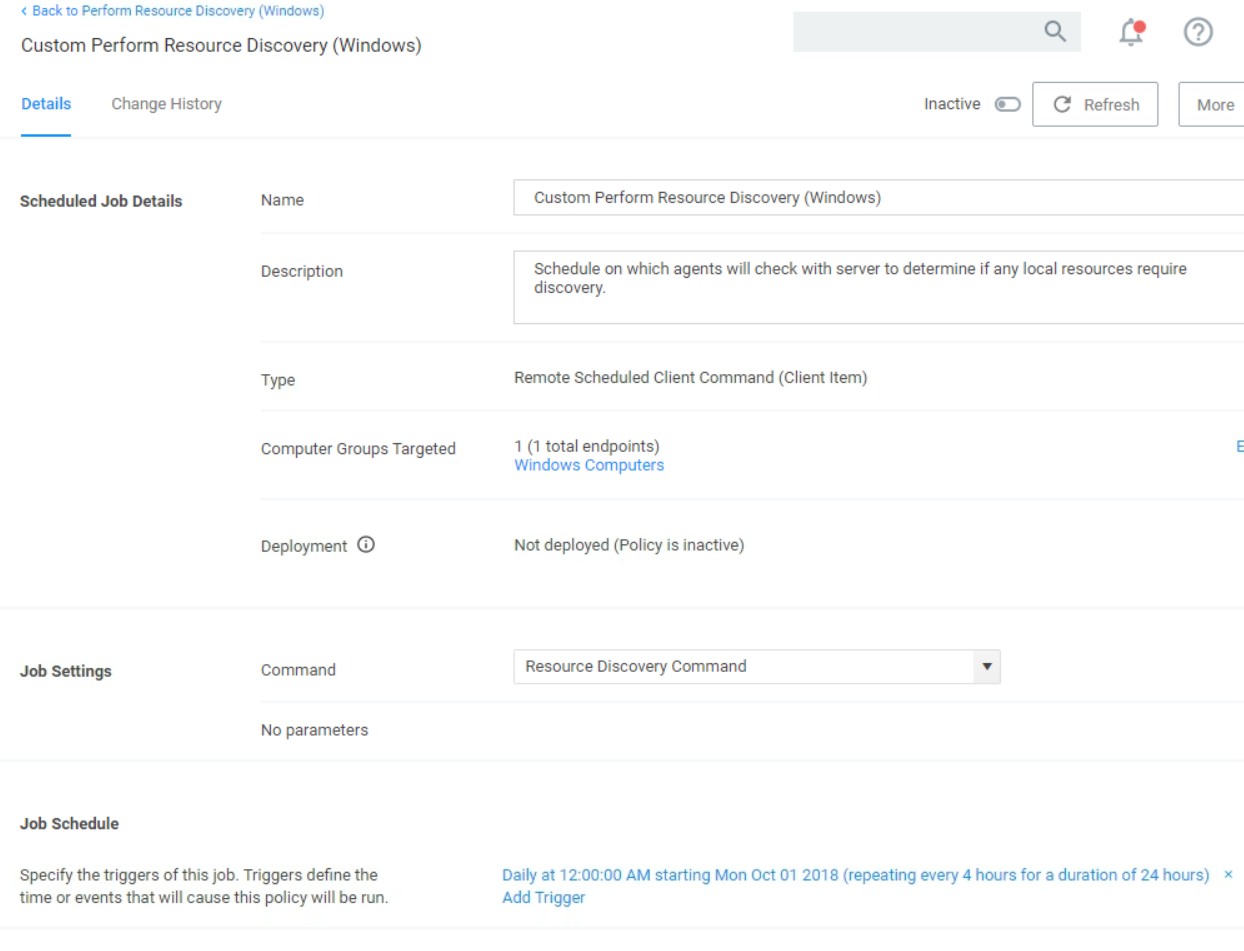 ‹ Back to Perform Resource Discovery (Windows)
Custom Perform Resource Discovery (Windows)
Details
Change History
Inactive
Refresh
More
Scheduled Job Details
Name
Custom Perform Resource Discovery (Windows)
Description
Schedule on which agents will check with server to determine if any local resources require
discovery.
Type
Remote Scheduled Client Command (Client Item)
Computer Groups Targeted
1 (1 total endpoints)
Windows Computers
Deployment
Not deployed (Policy is inactive)
Job Settings
Command
Resource Discovery Command
No parameters
Job Schedule
Specify the triggers of this job. Triggers define the
time or events that will cause this policy will be run.
Daily at 12:00:00 AM starting Mon Oct 01 2018 (repeating every 4 hours for a duration of 24 hours) ×
Add Trigger